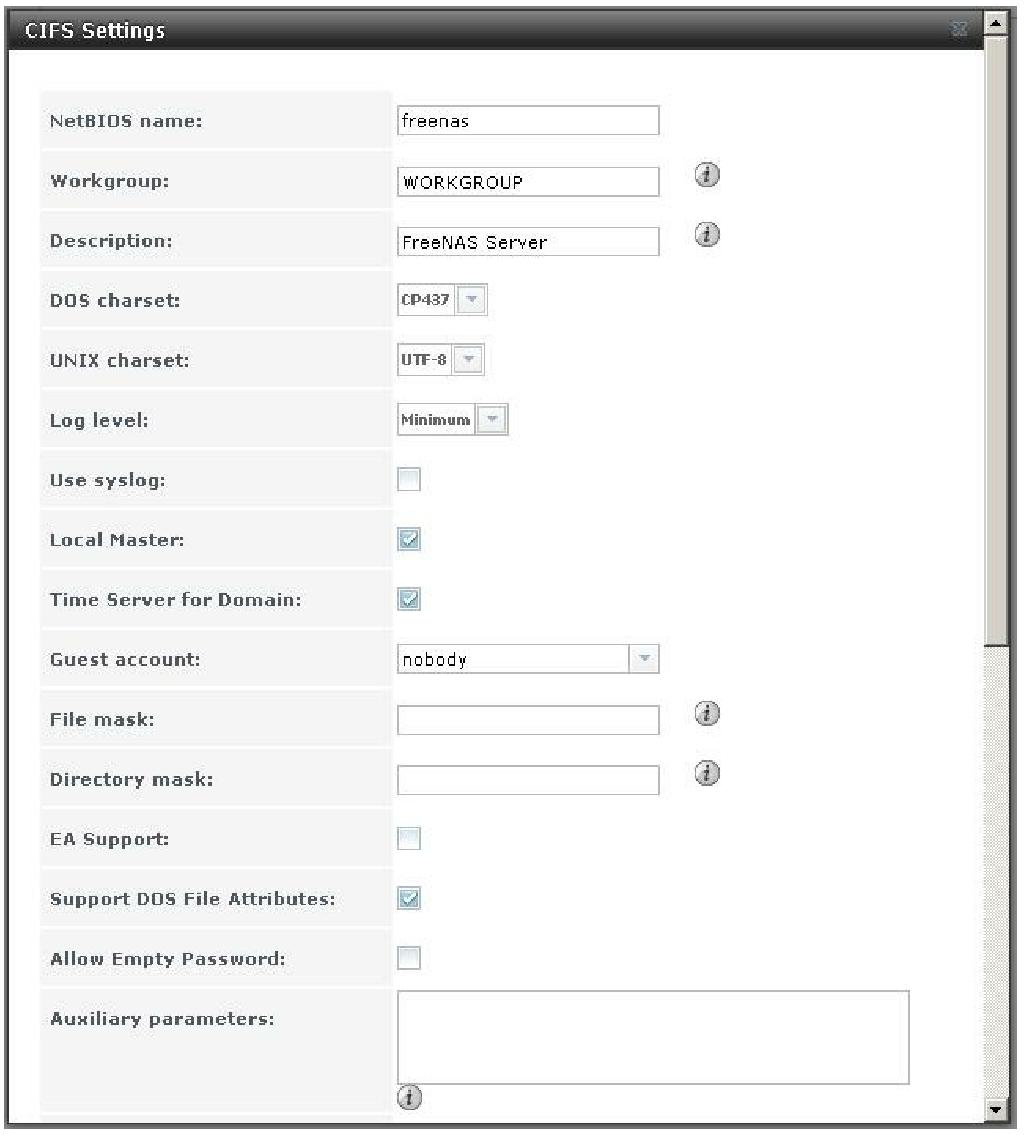 CIFS Settings
NetBIOS name: freenas
Workgroup: WORKGROUP
Description: FreeNAS Server
DOS charset: CP437
UNIX charset: UTF-8
Log level: Minimum
Use syslog:
Local Master:
Time Server for Domain:
Guest account: nobody
File mask:
Directory mask:
EA Support:
Support DOS File Attributes:
Allow Empty Password:
Auxiliary parameters: